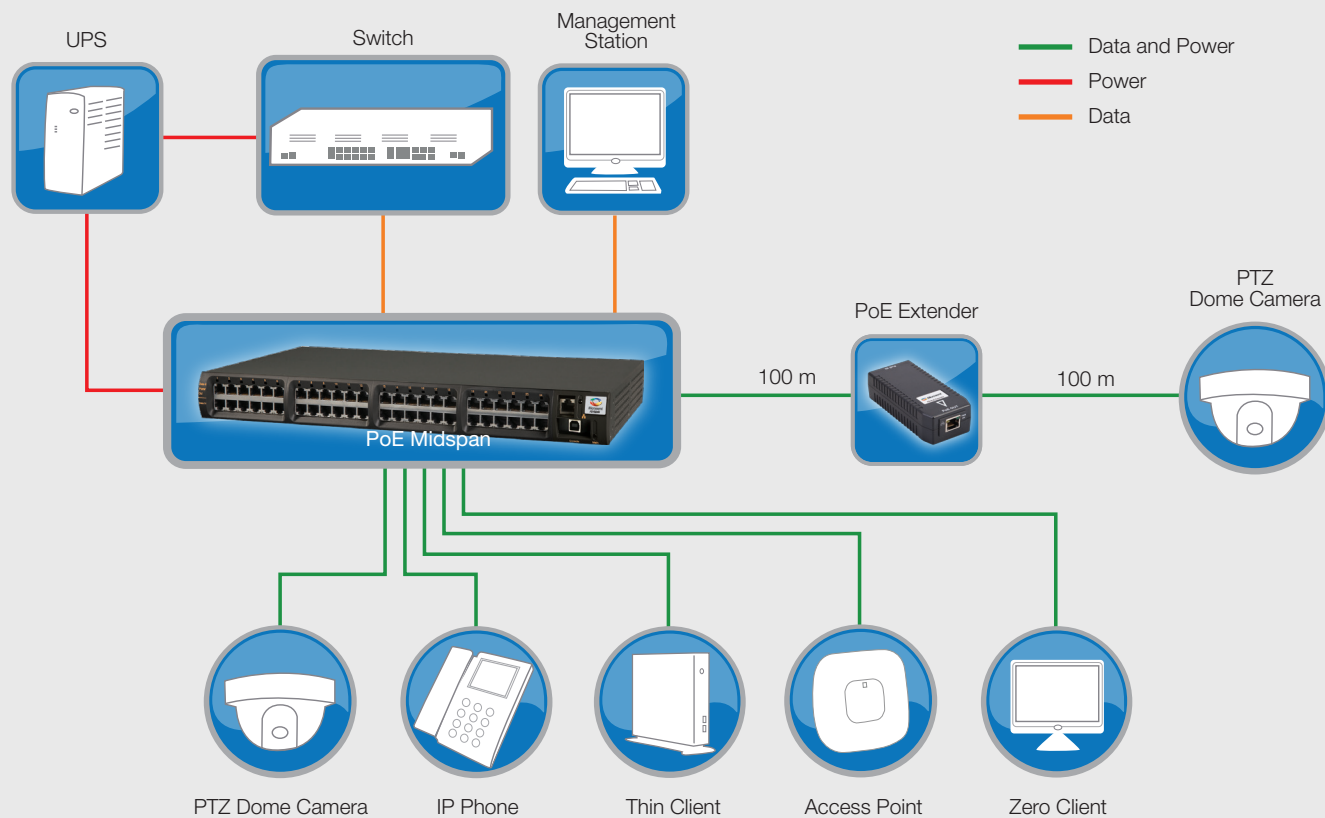 UPS
Switch
Management
Station
Data and Power
Power
Data
PoE Midspan
100 m
PoE Extender
100 m
PTZ
Dome Camera
PTZ Dome Camera
IP Phone
Thin Client
Access Point
Zero Client